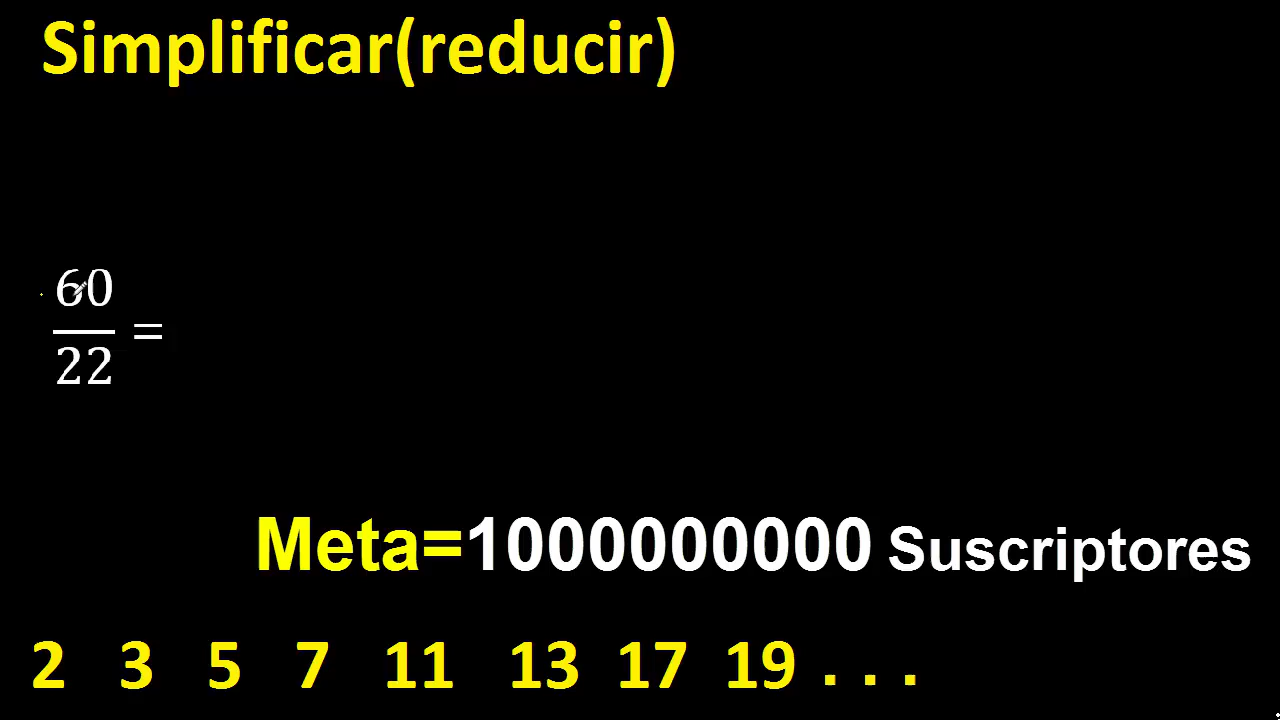 Simplificar(reducir)
60
22 =
Meta=1000000000 Suscriptores
2 3 5 7 11 13 17 19 . . .